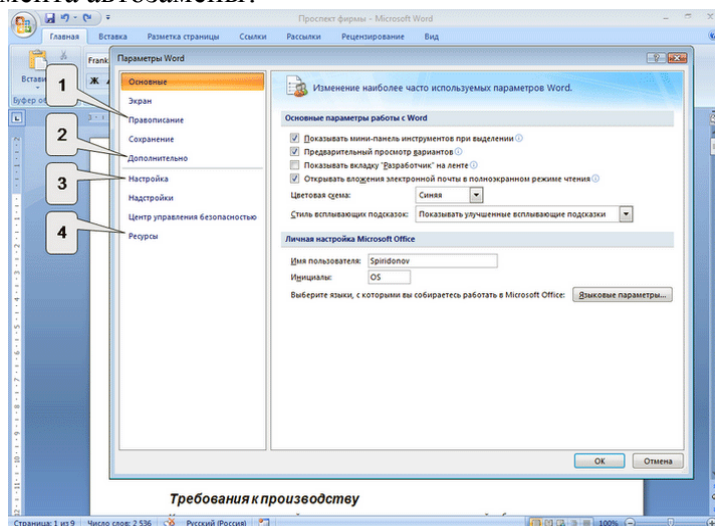 мента автозамены?
Проспект фирмы - Microsoft Word
Главная Вставка Разметка страницы Ссылки Рассылки Рецензирование Вид
Параметры Word
1
2
3
4
Основные
Экран
Правописание
Сохранение
Дополнительно
Настройка
Надстройки
Центр управления безопасностью
Ресурсы
Изменение наиболее часто используемых параметров Word.
Основные параметры работы с Word
Показывать мини-панель инструментов при выделении
Предварительный просмотр вариантов
Показывать вкладку "Разработчик" на ленте
Открывать вложения электронной почты в полноэкранном режиме чтения
Цветовая схема: Синяя
Стиль всплывающих подсказок: Показывать улучшенные всплывающие подсказки
Личная настройка Microsoft Office
Имя пользователя: Spiridonov
Инициалы: OS
Выберите языки, с которыми вы собираетесь работать в Microsoft Office: Языковые параметры...
ОК Отмена
Требования к производству
Страница: 1 из 9 Число слов: 2 536 Русский (Россия) 100%